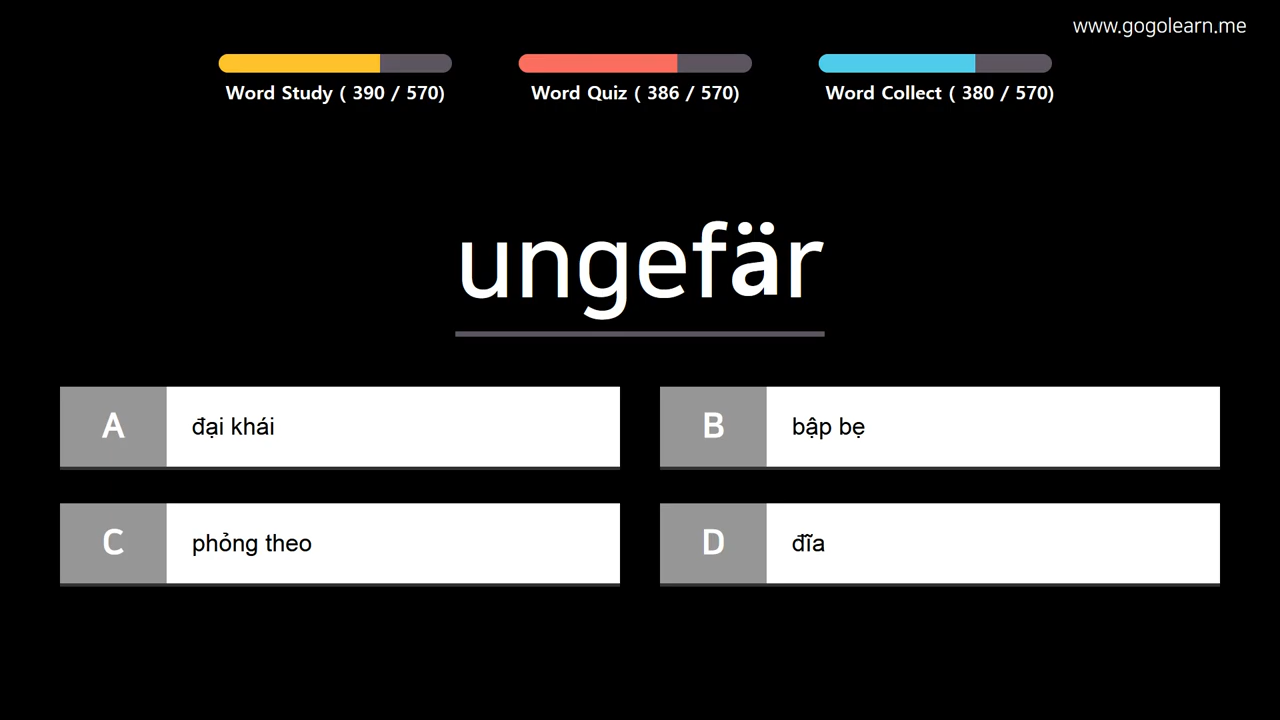 www.gogolearn.me
Word Study ( 390 / 570)
Word Quiz ( 386 / 570)
Word Collect ( 380 / 570)
ungefär
A đại khái
B bập bẹ
C phỏng theo
D đĩa